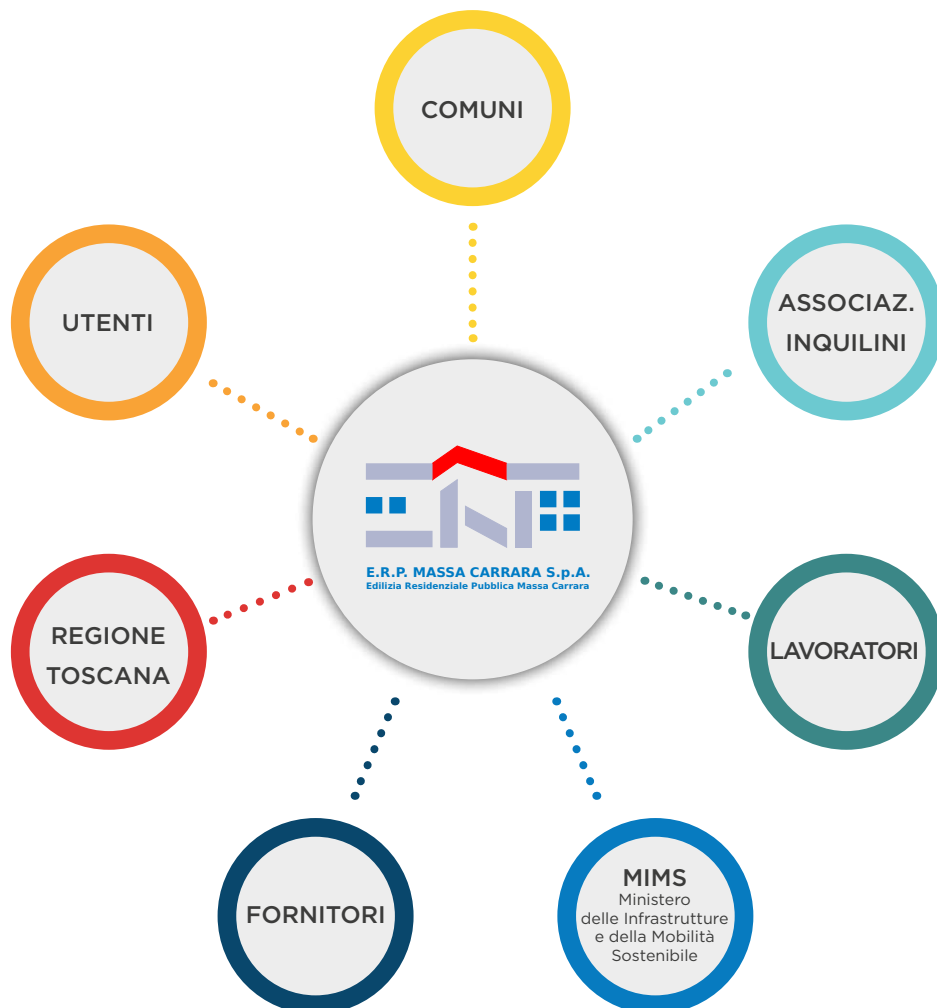 COMUNI
UTENTI
ASSOCIAZ.
INQUILINI
E.R.P. MASSA CARRARA S.p.A.
Edilizia Residenziale Pubblica Massa Carrara
REGIONE
TOSCANA
LAVORATORI
FORNITORI
MIMS
Ministero
delle Infrastrutture
e della Mobilità
Sostenibile